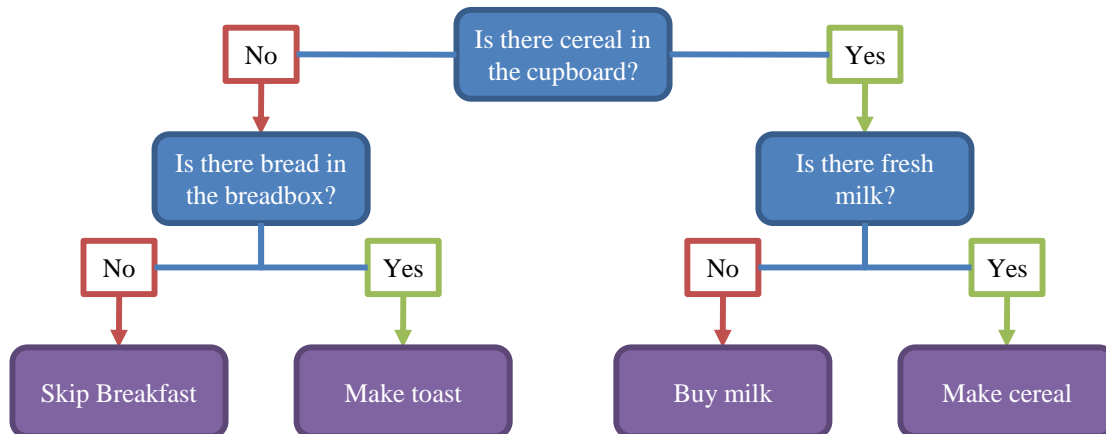 Is there cereal in
the cupboard?
No
Yes
Is there bread in
the breadbox?
Is there fresh
milk?
No
Yes
No
Yes
Skip Breakfast
Make toast
Buy milk
Make cereal